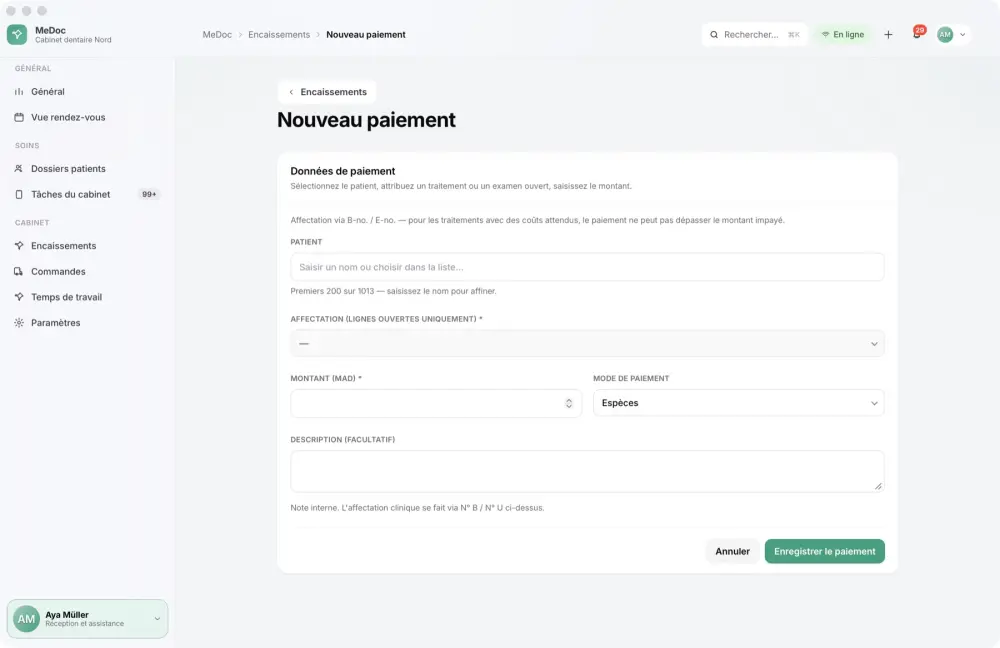 MeDoc
Cabinet dentaire Nord
MeDoc › Encaissements › Nouveau paiement
Rechercher... ⌘K
En ligne
29
AM
GÉNÉRAL
Général
Vue rendez-vous
SOINS
Dossiers patients
Tâches du cabinet 99+
CABINET
Encaissements
Commandes
Temps de travail
Paramètres
AM
Aya Müller
Réception et assistance
‹ Encaissements
Nouveau paiement
Données de paiement
Sélectionnez le patient, attribuez un traitement ou un examen ouvert, saisissez le montant.
Affectation via B-no. / E-no. — pour les traitements avec des coûts attendus, le paiement ne peut pas dépasser le montant impayé.
PATIENT
Saisir un nom ou choisir dans la liste...
Premiers 200 sur 1013 — saisissez le nom pour affiner.
AFFECTATION (LIGNES OUVERTES UNIQUEMENT) *
—
MONTANT (MAD) *
MODE DE PAIEMENT
Espèces
DESCRIPTION (FACULTATIF)
Note interne. L'affectation clinique se fait via N° B / N° U ci-dessus.
Annuler
Enregistrer le paiement